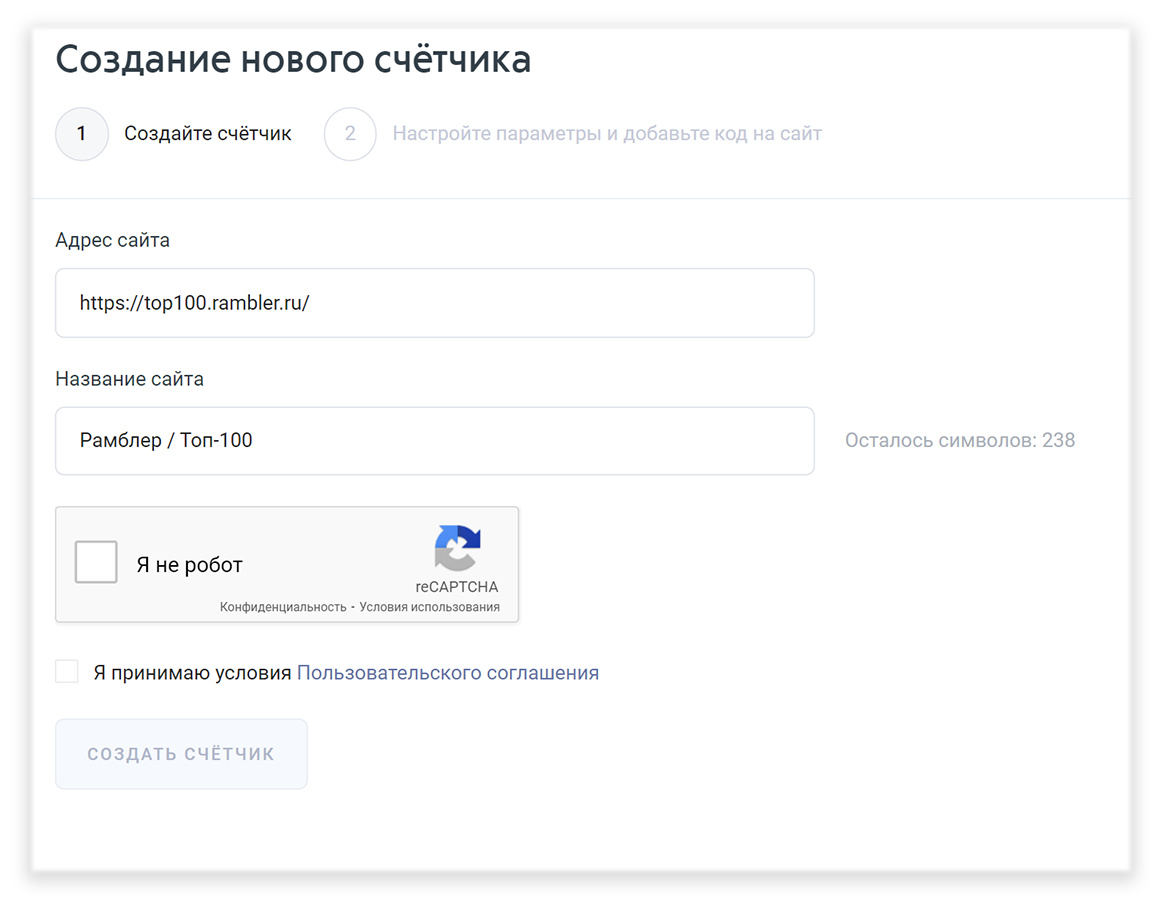 Создание нового счётчика
1 Создайте счётчик 2 Настройте параметры и добавьте код на сайт
Адрес сайта
https://top100.rambler.ru/
Название сайта
Рамблер / Топ-100 Осталось символов: 238
Я не робот
reCAPTCHA
Конфиденциальность - Условия использования
Я принимаю условия Пользовательского соглашения
СОЗДАТЬ СЧЁТЧИК